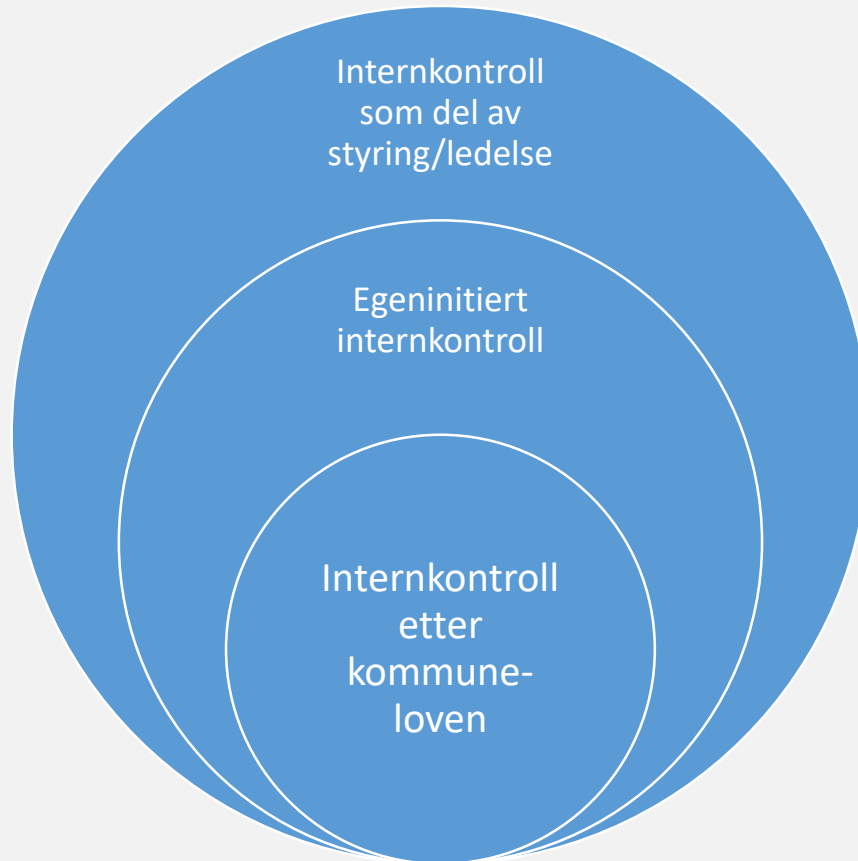 Internkontroll
som del av
styring/ledelse
Egeninitiert
internkontroll
Internkontroll
etter
kommune-
loven